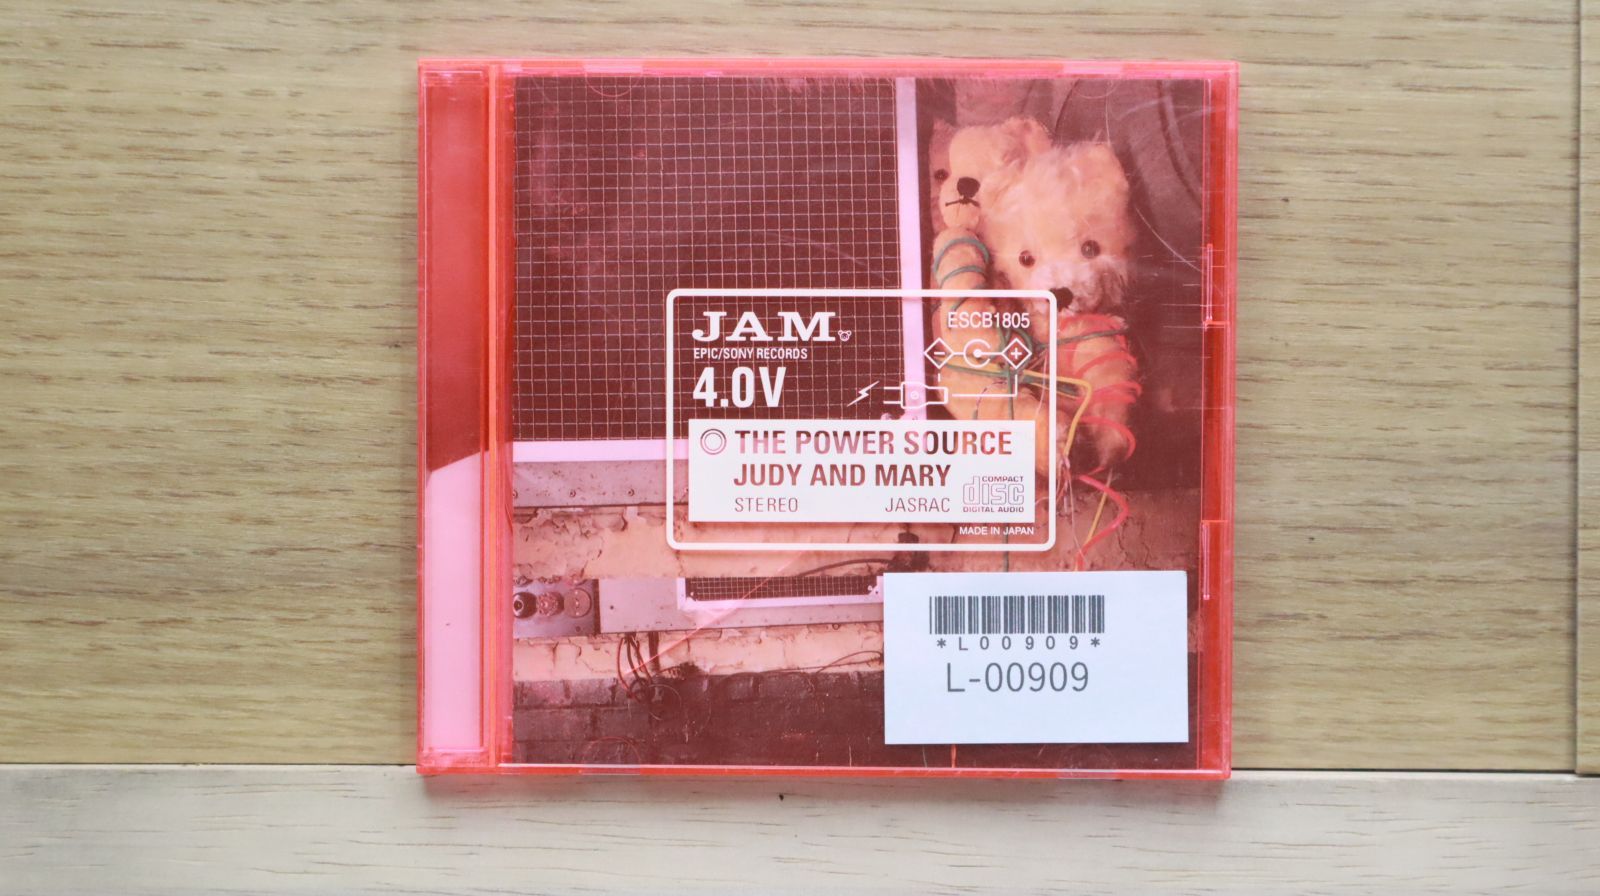 JAM
ESCB1805
EPIC/SONY RECORDS
4.0V
THE POWER SOURCE
JUDY AND MARY
STEREO
JASRAC
COMPACT
disc
DIGITAL AUDIO
MADE IN JAPAN
*L00909*
L-00909